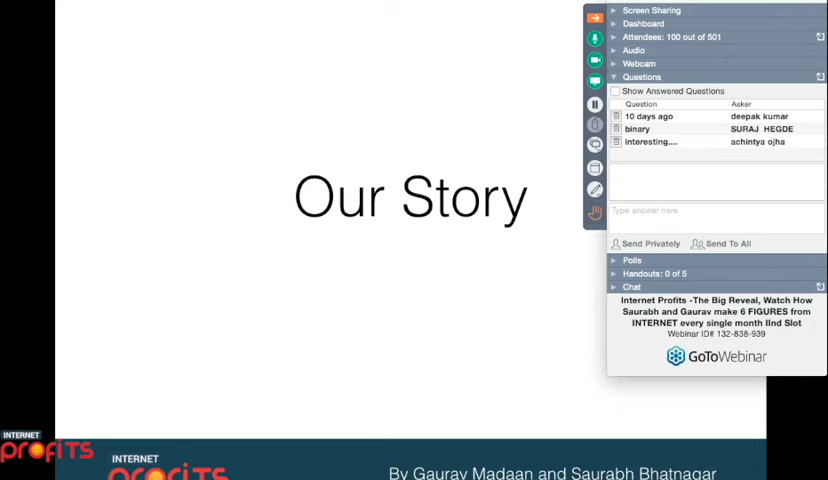 Our Story
Screen Sharing
Dashboard
Attendees: 100 out of 501
Audio
Webcam
Questions
Show Answered Questions
Question Asker
10 days ago deepak kumar
binary SURAJ HEGDE
interesting.... achintya ojha
Type answer here
Send Privately Send To All
Polls
Handouts: 0 of 5
Chat
Internet Profits -The Big Reveal, Watch How
Saurabh and Gaurav make 6 FIGURES from
INTERNET every single month IInd Slot
Webinar ID# 132-838-939
GoToWebinar
INTERNET
PROFITS
INTERNET
PROFITS
By Gaurav Madaan and Saurabh Bhatnagar